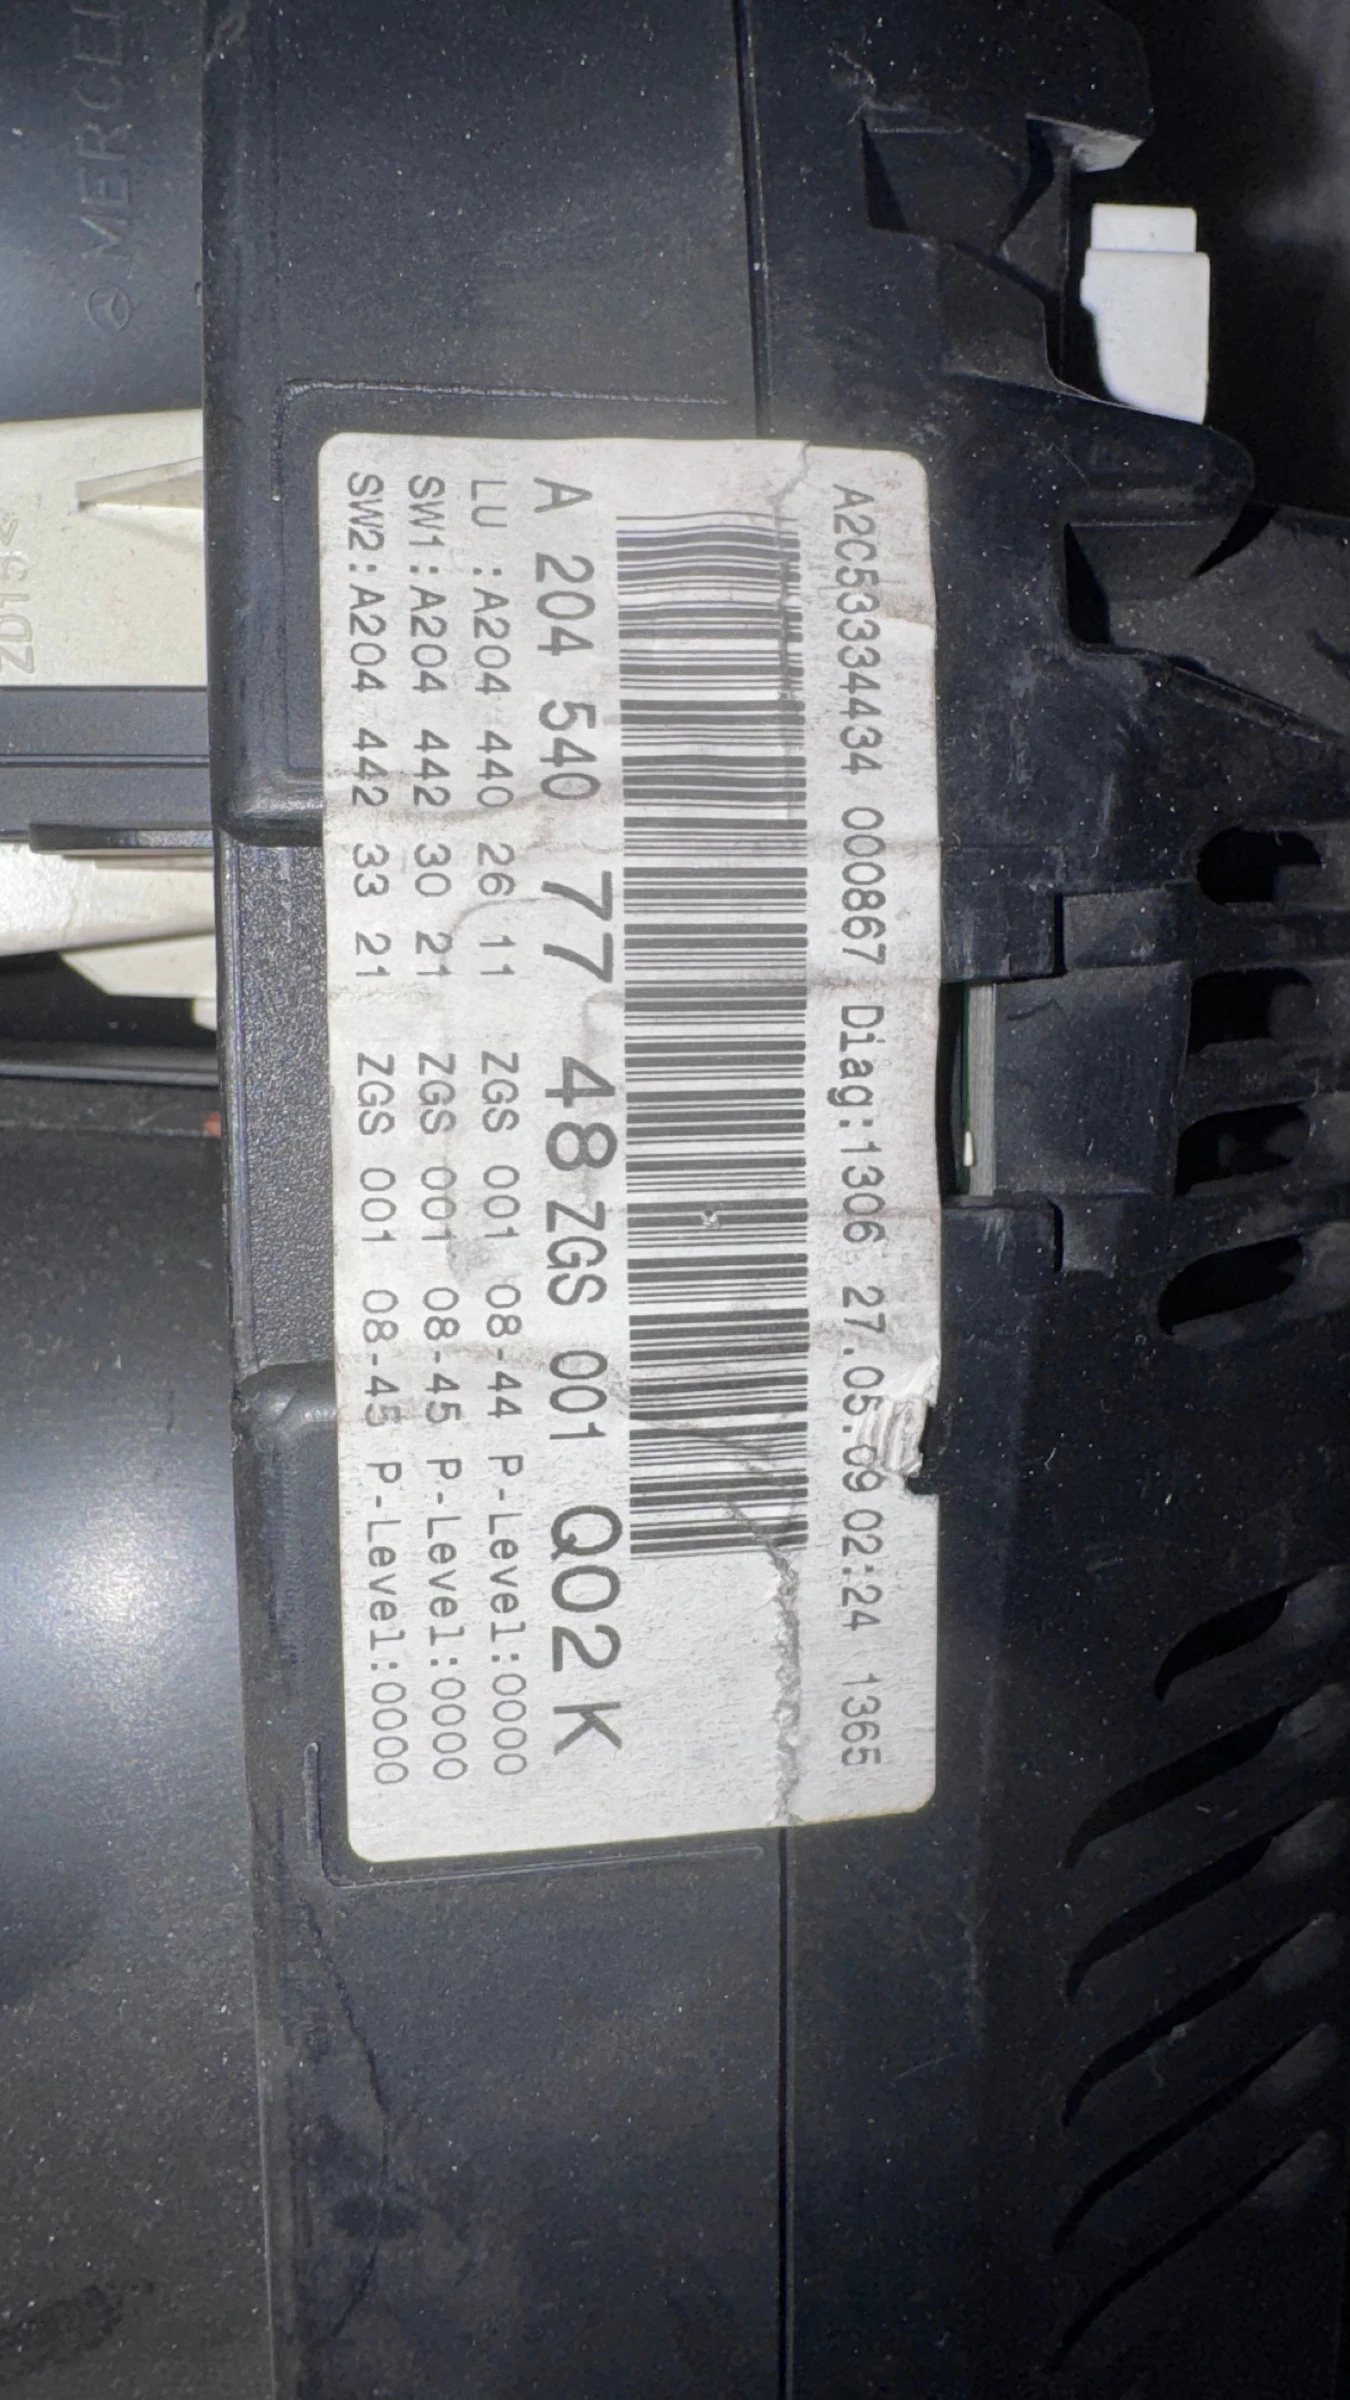 A2C53334434 000867 Diag:1306 27.05.09 02:24 1365
A 204 540 77 48 ZGS 001 Q02 K
LU :A204 440 26 11 ZGS 001 08-44 P-Level:0000
SW1:A204 442 30 21 ZGS 001 08-45 P-Level:0000
SW2:A204 442 33 21 ZGS 001 08-45 P-Level:0000